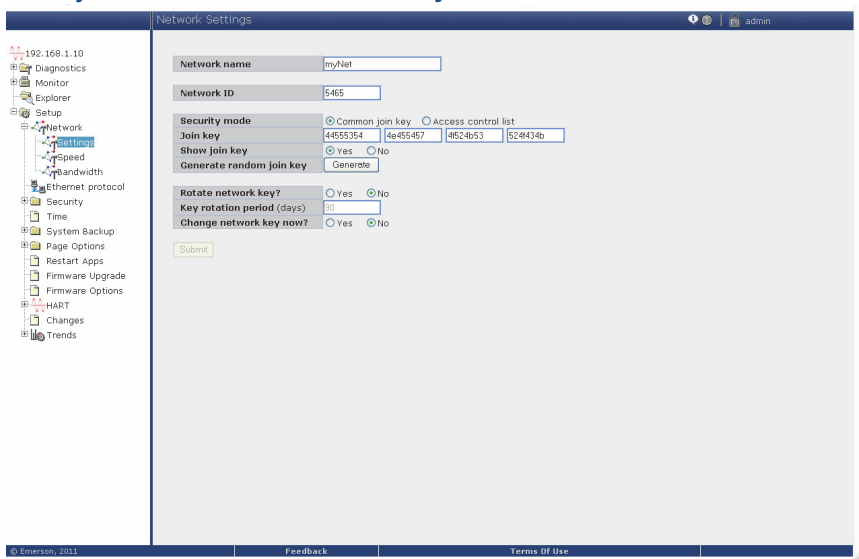 Network Settings
admin
192.168.1.10
Diagnostics
Monitor
Explorer
Setup
Network
Settings
Speed
Bandwidth
Ethernet protocol
Security
Time
System Backup
Page Options
Restart Apps
Firmware Upgrade
Firmware Options
HART
Changes
Trends
Network name myNet
Network ID 5465
Security mode Common join key Access control list
Join key 44555354 4e455457 4f524b53 524f434b
Show join key Yes No
Generate random join key Generate
Rotate network key? Yes No
Key rotation period (days) 90
Change network key now? Yes No
Submit
© Emerson, 2011 Feedback Terms Of Use